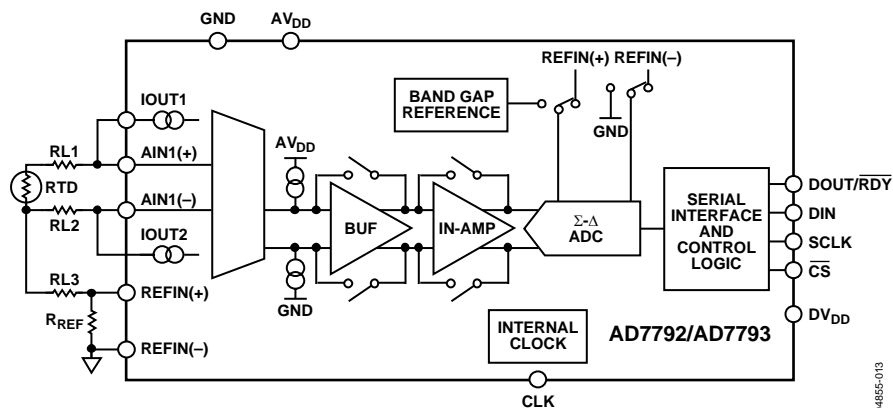 GND
AVDD
REFIN(+) REFIN(–)
BAND GAP
REFERENCE
GND
IOUT1
RL1
AIN1(+)
AVDD
RTD
AIN1(–)
RL2
BUF
IN-AMP
Σ-Δ
ADC
SERIAL
INTERFACE
AND
CONTROL
LOGIC
DOUT/RDY
DIN
SCLK
CS
IOUT2
RL3
REFIN(+)
GND
RREF
REFIN(–)
INTERNAL
CLOCK
AD7792/AD7793
DVDD
CLK
4855-013